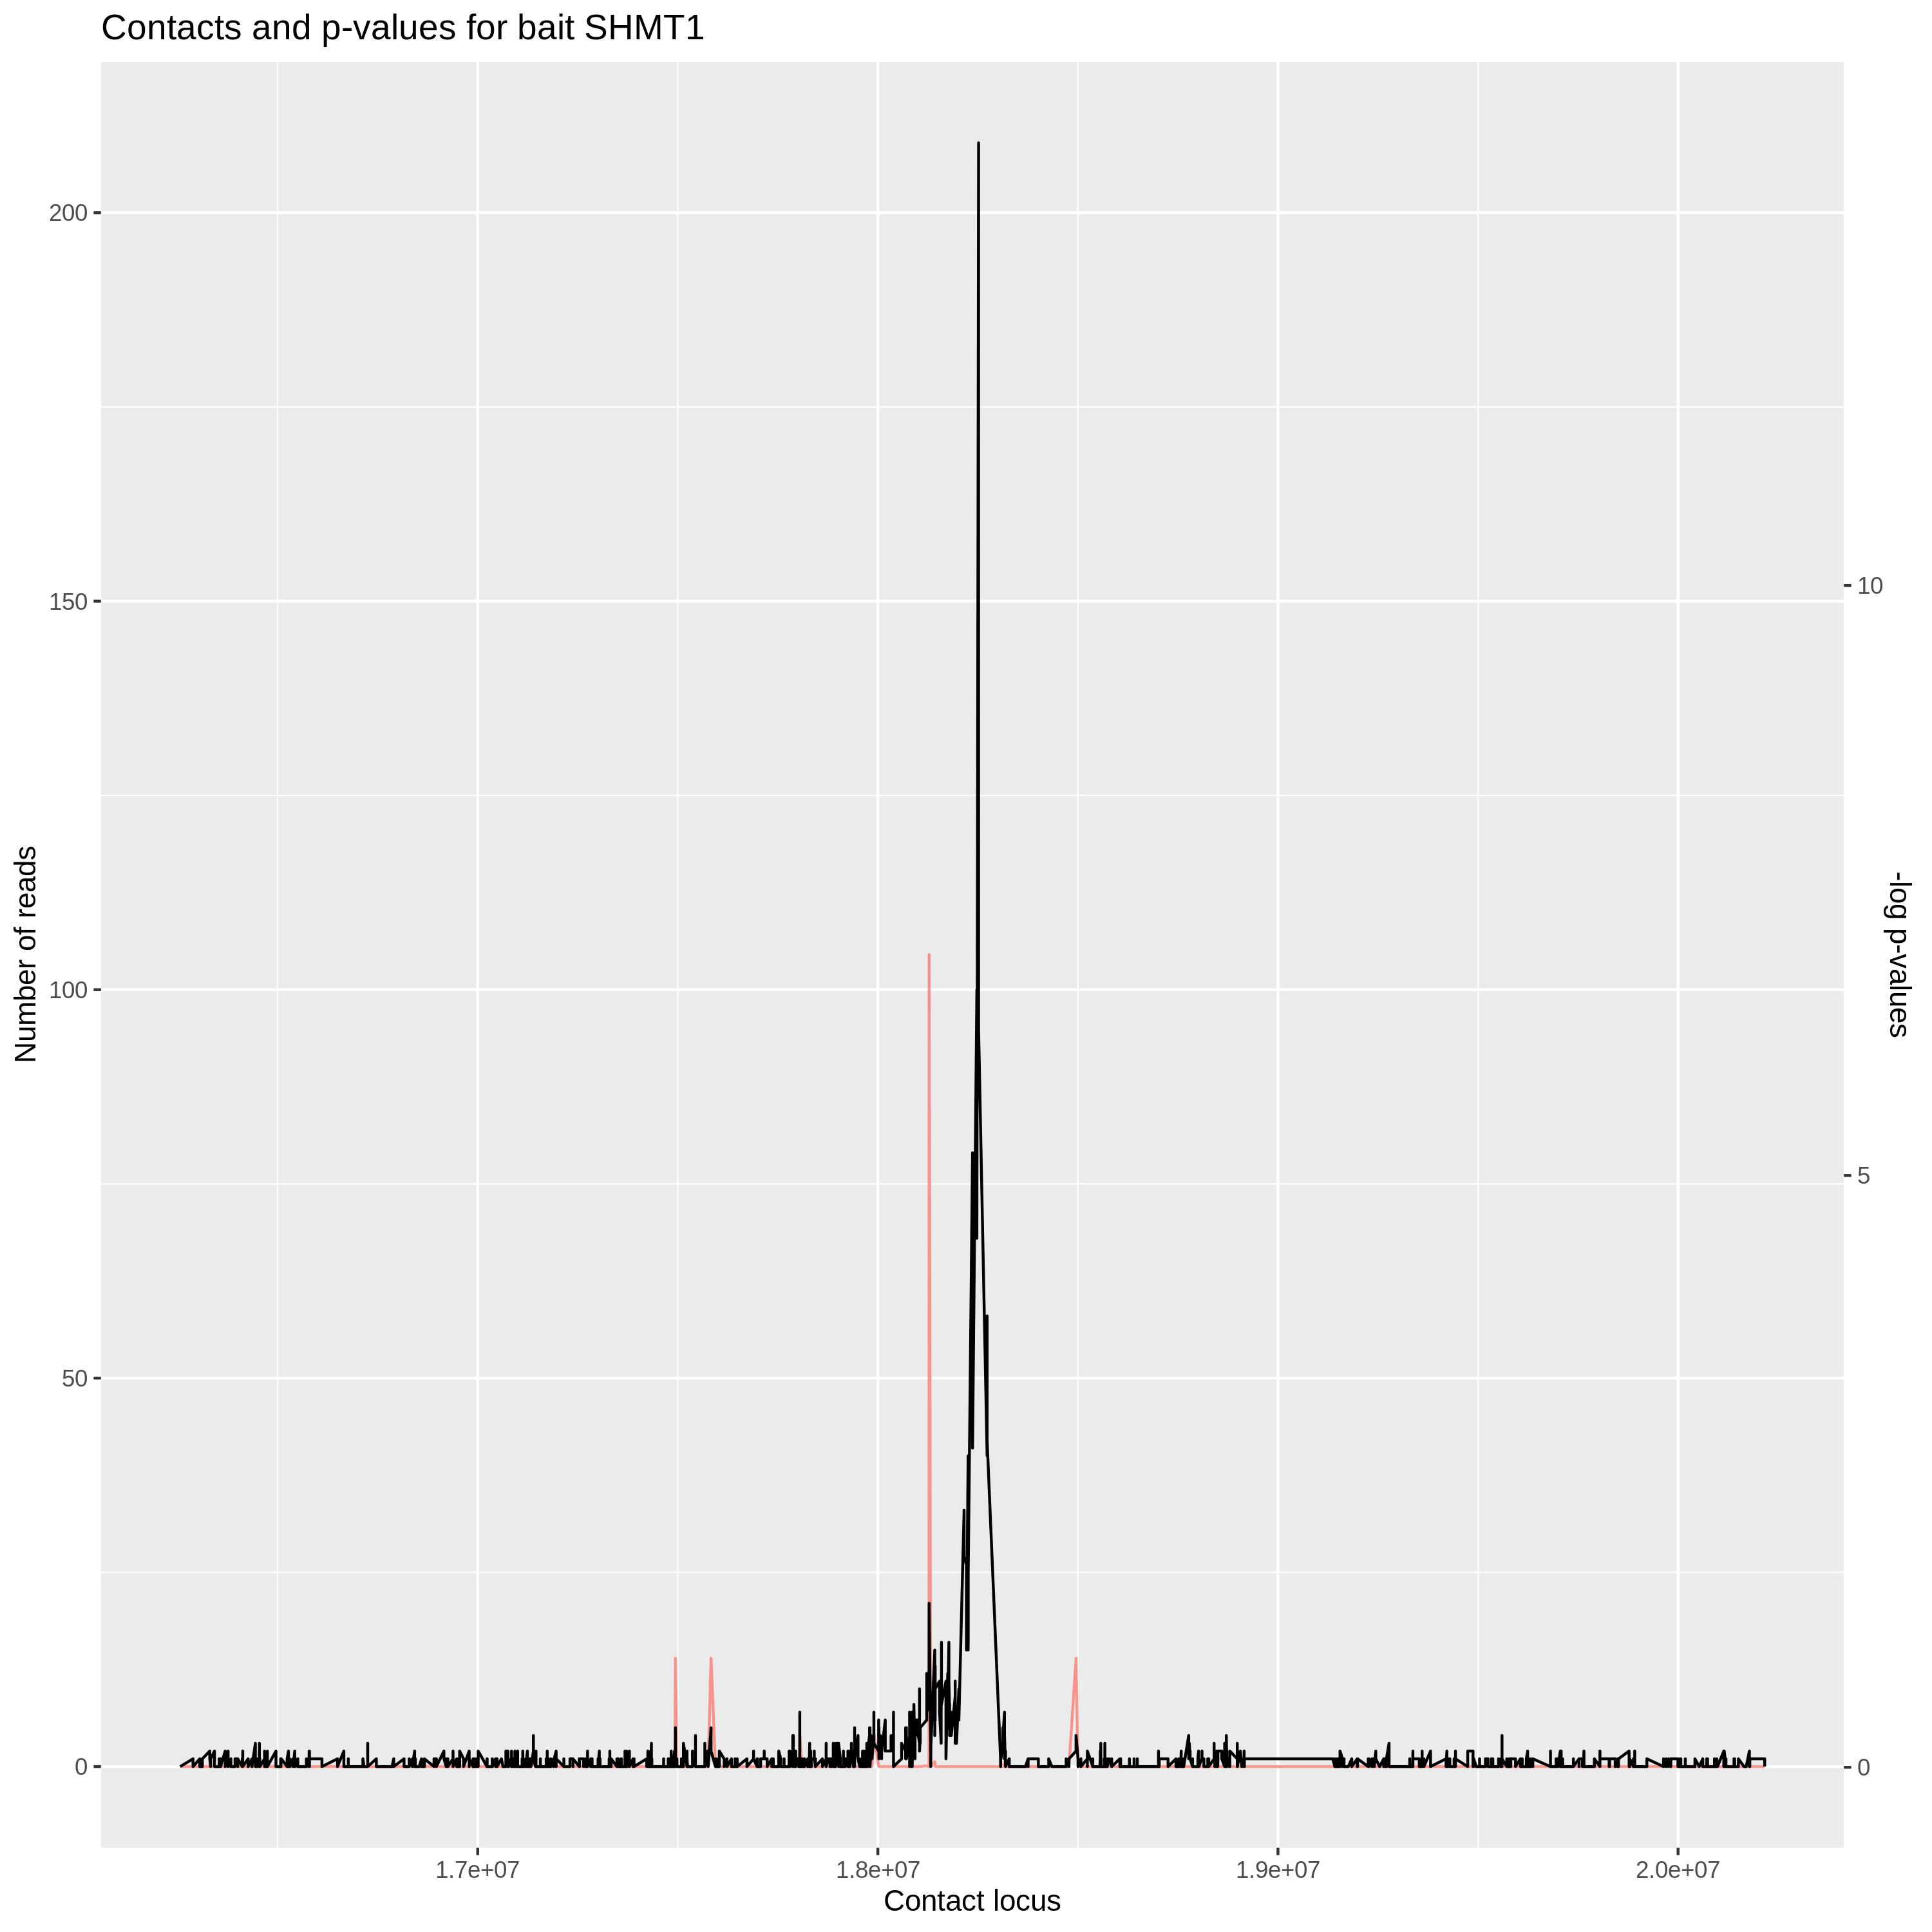 Contacts and p-values for bait SHMT1
200
150
100
50
0
Number of reads
10
5
0
-log p-values
1.7e+07 1.8e+07 1.9e+07 2.0e+07
Contact locus